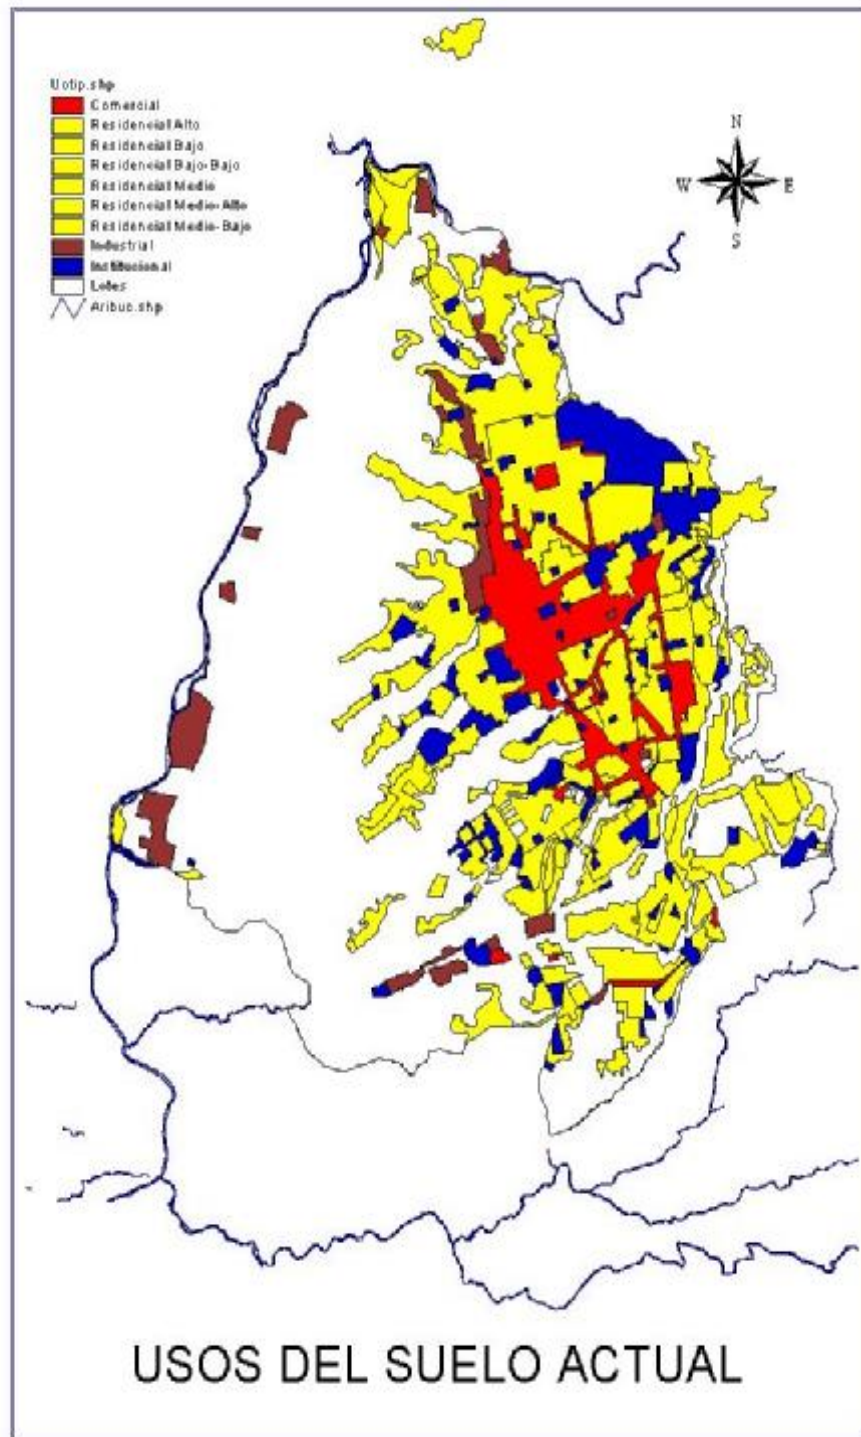 Uotip.shp
Comercial
Residencial Alto
Residencial Bajo
Residencial Bajo-Bajo
Residencial Medio
Residencial Medio-Alto
Residencial Medio-Bajo
Industrial
Institucional
Lotes
Aribuc.shp
N
W E
S
USOS DEL SUELO ACTUAL